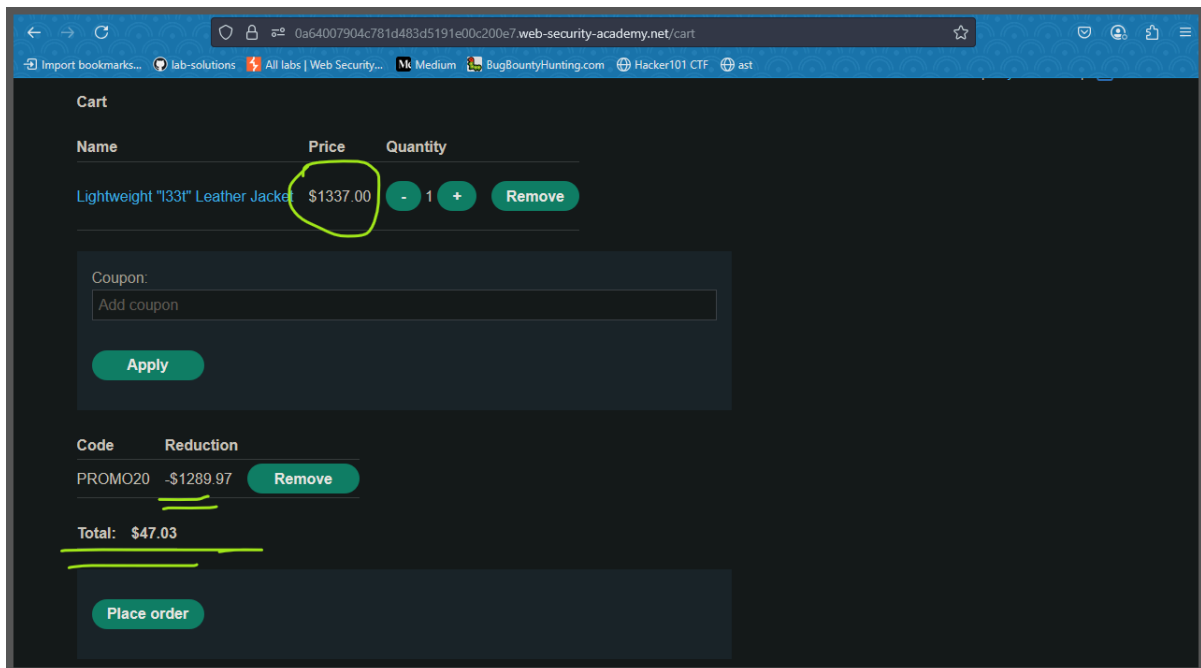 0a64007904c781d483d5191e00c200e7.web-security-academy.net/cart
Import bookmarks... lab-solutions All labs | Web Security... Medium BugBountyHunting.com Hacker101 CTF ast
Cart
Name Price Quantity
Lightweight "l33t" Leather Jacket $1337.00 - 1 + Remove
Coupon:
Add coupon
Apply
Code Reduction
PROMO20 -$1289.97 Remove
Total: $47.03
Place order